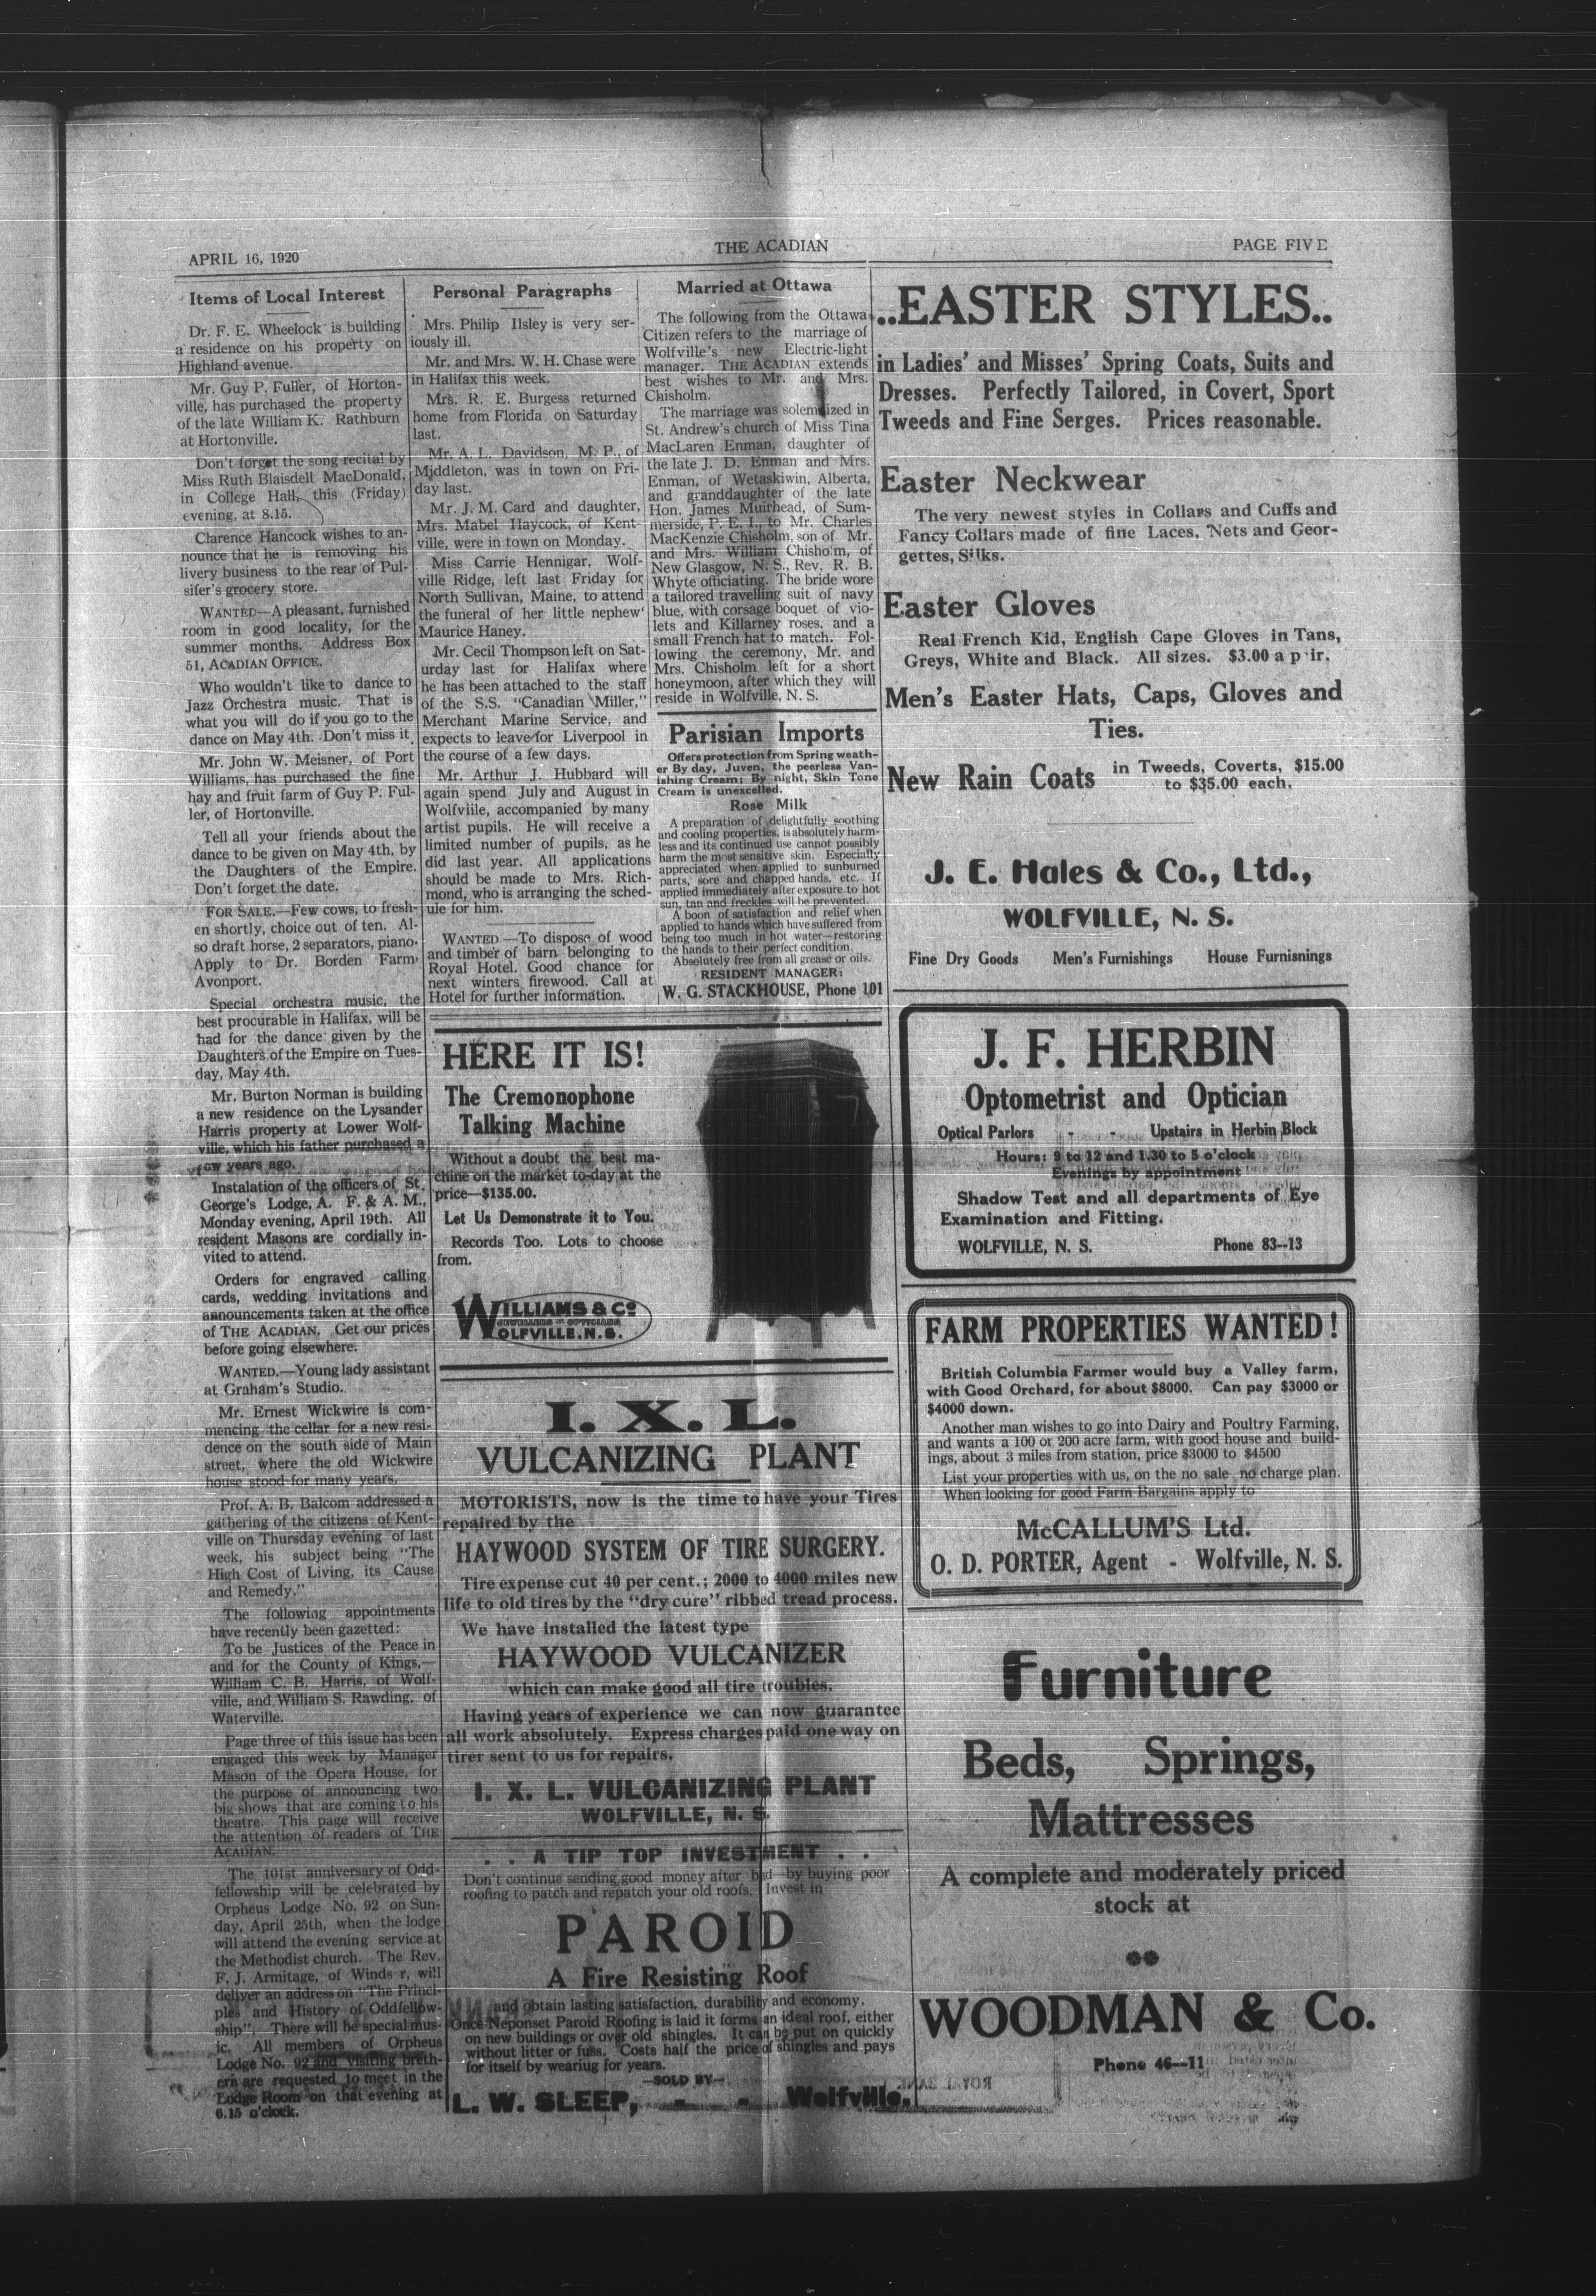 APRIL 16, 1920
THE ACADIAN
PAGE FIVE
Items of Local Interest
Dr. F. E. Wheelock is building
a residence on his property on
Highland avenue.
Mr. Guy P. Fuller, of Horton-
ville, has purchased the property
of the late William K. Rathburn
at Hortonville.
Don't forget the song recital by
Miss Ruth Blaisdell MacDonald,
in College Hall, this (Friday)
evening, at 8.15.
Clarence Hancock wishes to an-
nounce that he is removing his
livery business to the rear of Pul-
sifer's grocery store.
WANTED—A pleasant, furnished
room in good locality, for the
summer months. Address Box
51, ACADIAN OFFICE.
Who wouldn't like to dance to
Jazz Orchestra music. That is
what you will do if you go to the
dance on May 4th. Don't miss it.
Mr. John W. Meisner, of Port
Williams, has purchased the fine
hay and fruit farm of Guy P. Ful-
ler, of Hortonville.
Tell all your friends about the
dance to be given on May 4th, by
the Daughters of the Empire.
Don't forget the date.
FOR SALE.—Few cows, to fresh-
en shortly, choice out of ten. Al-
so draft horse, 2 separators, piano.
Apply to Dr. Borden Farm,
Avonport.
Special orchestra music, the
best procurable in Halifax, will be
had for the dance given by the
Daughters of the Empire on Tues-
day, May 4th.
Mr. Burton Norman is building
a new residence on the Lysander
Harris property at Lower Wolf-
ville, which his father purchased a
few years ago.
Instalation of the officers of St.
George's Lodge, A. F. & A. M.,
Monday evening, April 19th. All
resident Masons are cordially in-
vited to attend.
Orders for engraved calling
cards, wedding invitations and
announcements taken at the office
of THE ACADIAN. Get our prices
before going elsewhere.
WANTED.—Young lady assistant
at Graham's Studio.
Mr. Ernest Wickwire is com-
mencing the cellar for a new resi-
dence on the south side of Main
street, where the old Wickwire
house stood for many years.
Prof. A. B. Balcom addressed a
gathering of the citizens of Kent-
ville on Thursday evening of last
week, his subject being "The
High Cost of Living, its Cause
and Remedy."
The following appointments
have recently been gazetted:
To be Justices of the Peace in
and for the County of Kings,—
William C. B. Harris, of Wolf-
ville, and William S. Rawding, of
Waterville.
Page three of this issue has been
engaged this week by Manager
Mason of the Opera House, for
the purpose of announcing two
big shows that are coming to his
theatre. This page will receive
the attention of readers of THE
ACADIAN.
The 101st anniversary of Odd-
fellowship will be celebrated by
Orpheus Lodge No. 92 on Sun-
day, April 25th, when the lodge
will attend the evening service at
the Methodist church. The Rev.
F. J. Armitage, of Winds r, will
deliver an address on "The Princi-
ples and History of Oddfellow-
ship". There will be special mus-
ic. All members of Orpheus
Lodge No. 92 and visiting breth-
ern are requested to meet in the
Lodge Room on that evening at
6.15 o'clock.
Personal Paragraphs
Mrs. Philip Ilsley is very ser-
iously ill.
Mr. and Mrs. W. H. Chase were
in Halifax this week.
Mrs. R. E. Burgess returned
home from Florida on Saturday
last.
Mr. A. L. Davidson, M. P., of
Middleton, was in town on Fri-
day last.
Mr. J. M. Card and daughter,
Mrs. Mabel Haycock, of Kent-
ville, were in town on Monday.
Miss Carrie Hennigar, Wolf-
ville Ridge, left last Friday for
North Sullivan, Maine, to attend
the funeral of her little nephew'
Maurice Haney.
Mr. Cecil Thompson left on Sat-
urday last for Halifax where
he has been attached to the staff
of the S.S. "Canadian Miller,"
Merchant Marine Service, and
expects to leave for Liverpool in
the course of a few days.
Mr. Arthur J. Hubbard will
again spend July and August in
Wolfville, accompanied by many
artist pupils. He will receive a
limited number of pupils, as he
did last year. All applications
should be made to Mrs. Rich-
mond, who is arranging the sched-
ule for him.
WANTED.—To dispose of wood
and timber of barn belonging to
Royal Hotel. Good chance for
next winters firewood. Call at
Hotel for further information.
Married at Ottawa
The following from the Ottawa
Citizen refers to the marriage of
Wolfville's new Electric-light
manager. THE ACADIAN extends
best wishes to Mr. and Mrs.
Chisholm.
The marriage was solemnized in
St. Andrew's church of Miss Tina
MacLaren Enman, daughter of
the late J. D. Enman and Mrs.
Enman, of Wetaskiwin, Alberta,
and granddaughter of the late
Hon. James Muirhead, of Sum-
merside, P. E. I., to Mr. Charles
MacKenzie Chisholm, son of Mr.
and Mrs. William Chisholm, of
New Glasgow, N. S., Rev. R. B.
Whyte officiating. The bride wore
a tailored travelling suit of navy
blue, with corsage boquet of vio-
lets and Killarney roses, and a
small French hat to match. Fol-
lowing the ceremony, Mr. and
Mrs. Chisholm left for a short
honeymoon, after which they will
reside in Wolfville, N. S.
Parisian Imports
Offers protection from Spring weath-
er By day, Juven, the peerless Van-
ishing Cream; By night, Skin Tone
Cream is unexcelled.
Rose Milk
A preparation of delightfully soothing
and cooling properties, is absolutely harm-
less and its continued use cannot possibly
harm the most sensitive skin. Especially
appreciated when applied to sunburned
parts, sore and chapped hands, etc. If
applied immediately after exposure to hot
sun, tan and freckles will be prevented.
A boon of satisfaction and relief when
applied to hands which have suffered from
being too much in hot water—restoring
the hands to their perfect condition.
Absolutely free from all grease or oils.
RESIDENT MANAGER:
W. G. STACKHOUSE, Phone 101
HERE IT IS!
The Cremonophone
Talking Machine
Without a doubt the best ma-
chine on the market to-day at the
price—$135.00.
Let Us Demonstrate it to You.
Records Too. Lots to choose
from.
WILLIAMS & Co
JEWELLERS OPTICIANS
WOLFVILLE, N. S.
I. X. L.
VULCANIZING PLANT
MOTORISTS, now is the time to have your Tires
repaired by the
HAYWOOD SYSTEM OF TIRE SURGERY.
Tire expense cut 40 per cent.; 2000 to 4000 miles new
life to old tires by the "dry cure" ribbed tread process.
We have installed the latest type
HAYWOOD VULCANIZER
which can make good all tire troubles.
Having years of experience we can now guarantee
all work absolutely. Express charges paid one way on
tirer sent to us for repairs.
I. X. L. VULCANIZING PLANT
WOLFVILLE, N. S.
. . A TIP TOP INVESTMENT . .
Don't continue sending good money after bad—by buying poor
roofing to patch and repatch your old roofs. Invest in
PAROID
A Fire Resisting Roof
and obtain lasting satisfaction, durability and economy.
Once Neponset Paroid Roofing is laid it forms an ideal roof, either
on new buildings or over old shingles. It can be put on quickly
without litter or fuss. Costs half the price of shingles and pays
for itself by weariug for years.
—SOLD BY—
L. W. SLEEP, - - Wolfville.
..EASTER STYLES..
in Ladies' and Misses' Spring Coats, Suits and
Dresses. Perfectly Tailored, in Covert, Sport
Tweeds and Fine Serges. Prices reasonable.
Easter Neckwear
The very newest styles in Collars and Cuffs and
Fancy Collars made of fine Laces, Nets and Geor-
gettes, Silks.
Easter Gloves
Real French Kid, English Cape Gloves in Tans,
Greys, White and Black. All sizes. $3.00 a p ir.
Men's Easter Hats, Caps, Gloves and
Ties.
New Rain Coats in Tweeds, Coverts, $15.00
to $35.00 each.
J. E. Hales & Co., Ltd.,
WOLFVILLE, N. S.
Fine Dry Goods Men's Furnishings House Furnisnings
J. F. HERBIN
Optometrist and Optician
Optical Parlors - - Upstairs in Herbin Block
Hours: 9 to 12 and 1.30 to 5 o'clock
Evenings by appointment
Shadow Test and all departments of Eye
Examination and Fitting.
WOLFVILLE, N. S. Phone 83--13
FARM PROPERTIES WANTED!
British Columbia Farmer would buy a Valley farm,
with Good Orchard, for about $8000. Can pay $3000 or
$4000 down.
Another man wishes to go into Dairy and Poultry Farming,
and wants a 100 or 200 acre farm, with good house and build-
ings, about 3 miles from station, price $3000 to $4500
List your properties with us, on the no sale no charge plan.
When looking for good Farm Bargains apply to
McCALLUM'S Ltd.
O. D. PORTER, Agent - Wolfville, N. S.
Furniture
Beds, Springs,
Mattresses
A complete and moderately priced
stock at
WOODMAN & Co.
Phone 46--11